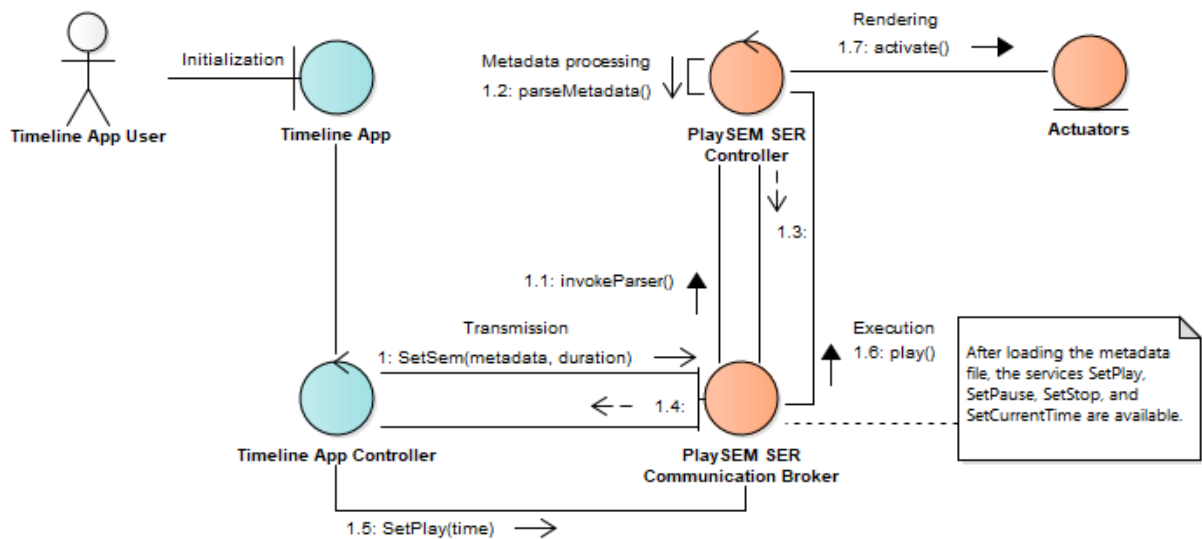 Rendering
1.7: activate()
Initialization
Metadata processing
1.2: parseMetadata()
Timeline App User
Timeline App
PlaySEM SER
Controller
Actuators
1.3:
1.1: invokeParser()
Transmission
1: SetSem(metadata, duration)
Execution
1.6: play()
After loading the metadata
file, the services SetPlay,
SetPause, SetStop, and
SetCurrentTime are available.
1.4:
Timeline App Controller
PlaySEM SER
Communication Broker
1.5: SetPlay(time)